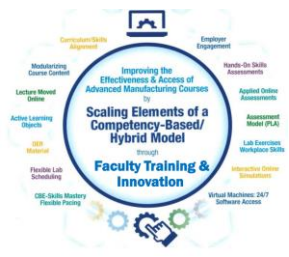 Curriculum/Skills
Alignment
Employer
Engagement
Modularizing
Course Content
Hands-On Skills
Assessments
Lecture Moved
Online
Applied Online
Assessments
Active Learning
Objects
Assessment
Model (PLA)
OER
Material
Lab Exercises
Workplace Skills
Flexible Lab
Scheduling
Interactive Online
Simulations
CBE-Skills Mastery
Flexible Pacing
Virtual Machines: 24/7
Software Access
Improving the
Effectiveness & Access of
Advanced Manufacturing Courses
by
Scaling Elements of a
Competency-Based/
Hybrid Model
through
Faculty Training &
Innovation